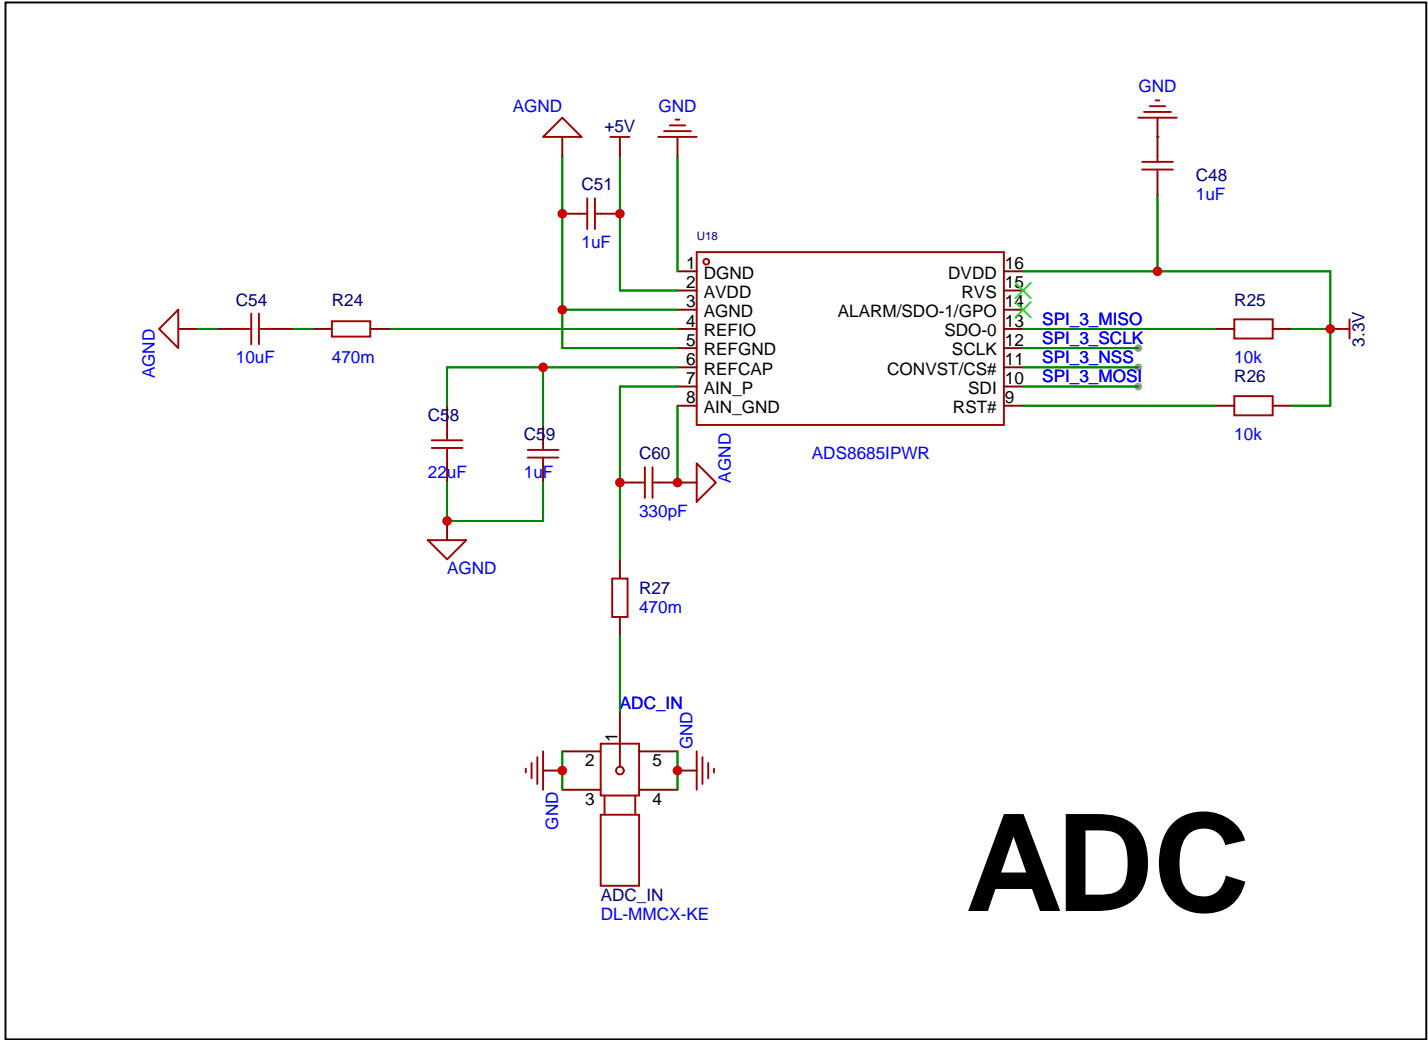 GND
AGND
GND
+5V
C51
1uF
C48
1uF
U18
1
DGND
2
AVDD
3
AGND
4
REFIO
5
REFGND
6
REFCAP
7
AIN_P
8
AIN_GND
16
DVDD
15
RVS
14
ALARM/SDO-1/GPO
13
SDO-0
12
SCLK
11
CONVST/CS#
10
SDI
9
RST#
ADS8685IPWR
SPI_3_MISO
SPI_3_SCLK
SPI_3_NSS
SPI_3_MOSI
R25
10k
R26
10k
3.3V
AGND
C54
10uF
R24
470m
C58
22uF
C59
1uF
AGND
C60
330pF
AGND
R27
470m
ADC_IN
GND
1
2
5
3
4
GND
ADC_IN
DL-MMCX-KE
ADC